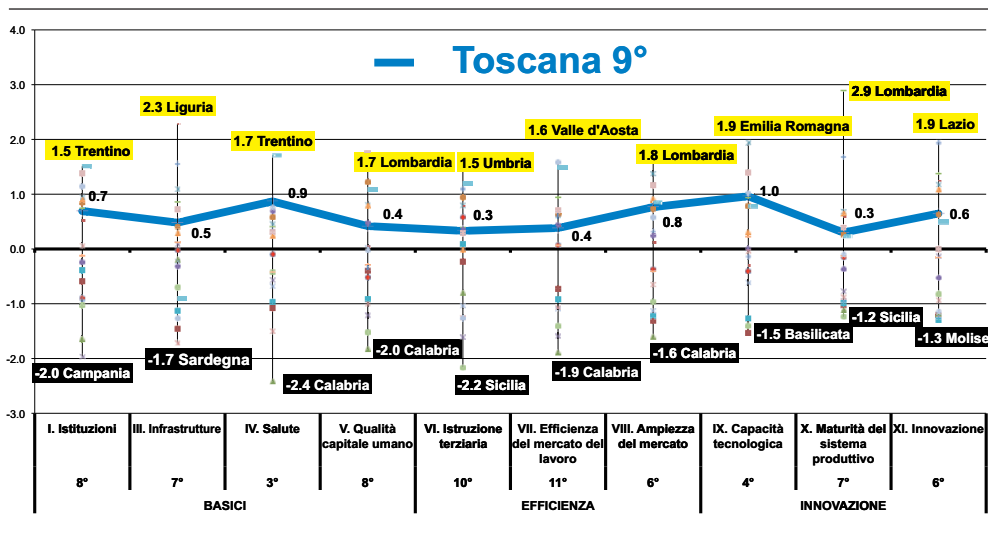 4.0
3.0
2.0
1.0
0.0
-1.0
-2.0
-3.0
Toscana 9°
1.5 Trentino
2.3 Liguria
1.7 Trentino
1.7 Lombardia
1.5 Umbria
1.6 Valle d'Aosta
1.8 Lombardia
1.9 Emilia Romagna
2.9 Lombardia
1.9 Lazio
0.7
0.5
0.9
0.4
0.3
0.4
0.8
1.0
0.3
0.6
-2.0 Campania
-1.7 Sardegna
-2.4 Calabria
-2.0 Calabria
-2.2 Sicilia
-1.9 Calabria
-1.6 Calabria
-1.5 Basilicata
-1.2 Sicilia
-1.3 Molise
I. Istituzioni
III. Infrastrutture
IV. Salute
V. Qualità
capitale umano
VI. Istruzione
terziaria
VII. Efficienza
del mercato del
lavoro
VIII. Ampiezza
del mercato
IX. Capacità
tecnologica
X. Maturità del
sistema
produttivo
XI. Innovazione
8° 7° 3° 8° 10° 11° 6° 4° 7° 6°
BASICI EFFICIENZA INNOVAZIONE